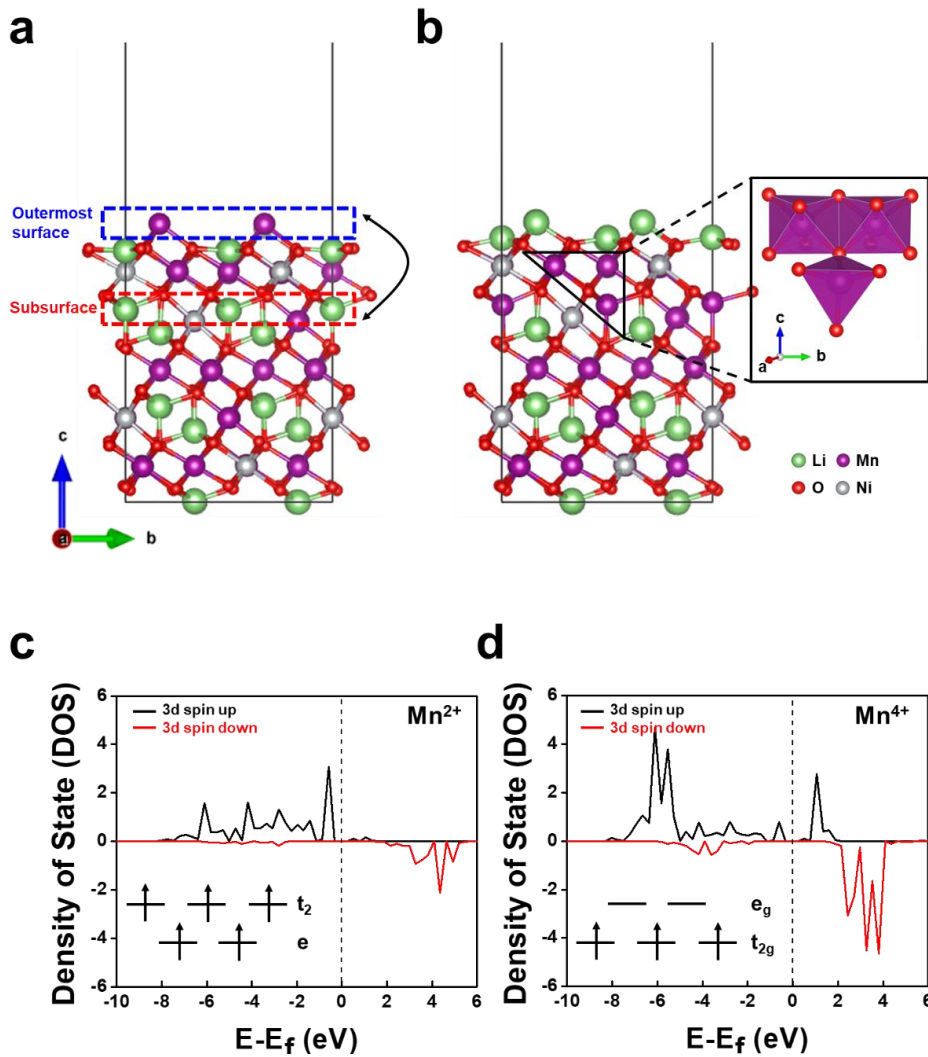 a
b
Outermost
surface
Subsurface
c
a
b
c
a
b
Li
Mn
O
Ni
c
d
Density of State (DOS)
6
4
2
0
-2
-4
-6
3d spin up
3d spin down
Mn²⁺
t₂
e
-10 -8 -6 -4 -2 0 2 4 6
E-E_f (eV)
Density of State (DOS)
6
4
2
0
-2
-4
-6
3d spin up
3d spin down
Mn⁴⁺
e_g
t₂g
-10 -8 -6 -4 -2 0 2 4 6
E-E_f (eV)